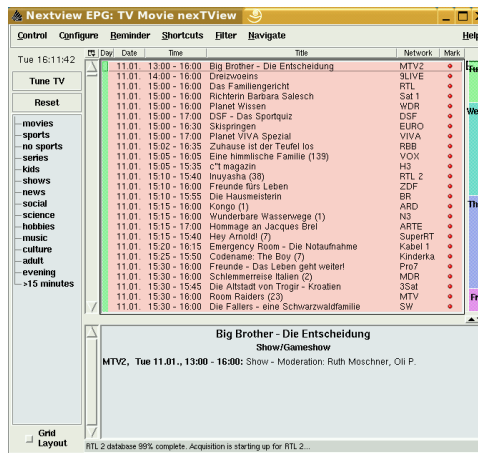 Nextview EPG: TV Movie nexTView
Control Configure Reminder Shortcuts Filter Navigate Help
Tue 16:11:42
Tune TV
Reset
movies
sports
no sports
series
kids
shows
news
social
science
hobbies
music
culture
adult
evening
>15 minutes
Grid
Layout
Day Date Time Title Network Mark
11.01. 13:00 - 16:00 Big Brother - Die Entscheidung MTV2
11.01. 14:00 - 16:00 Dreizwoeins 9LIVE
11.01. 15:00 - 16:00 Das Familiengericht RTL
11.01. 15:00 - 16:00 Richterin Barbara Salesch Sat 1
11.01. 15:00 - 16:00 Planet Wissen WDR
11.01. 15:00 - 17:00 DSF - Das Sportquiz DSF
11.01. 15:00 - 16:30 Skispringen EURO
11.01. 15:00 - 17:00 Planet VIVA Spezial VIVA
11.01. 15:02 - 16:35 Zuhause ist der Teufel los RBB
11.01. 15:05 - 16:05 Eine himmlische Familie (139) VOX
11.01. 15:05 - 15:35 c"t magazin H3
11.01. 15:10 - 15:40 Inuyasha (38) RTL 2
11.01. 15:10 - 16:00 Freunde fürs Leben ZDF
11.01. 15:10 - 15:55 Die Hausmeisterin BR
11.01. 15:15 - 16:00 Kongo (1) ARD
11.01. 15:15 - 16:00 Wunderbare Wasserwege (1) N3
11.01. 15:15 - 17:00 Hommage an Jacques Brel ARTE
11.01. 15:15 - 15:40 Hey Arnold! (7) SuperRT
11.01. 15:20 - 16:15 Emergency Room - Die Notaufnahme Kabel 1
11.01. 15:25 - 15:50 Codename: The Boy (7) Kinderka
11.01. 15:30 - 16:00 Freunde - Das Leben geht weiter! Pro7
11.01. 15:30 - 16:00 Schlemmerreise Italien (2) MDR
11.01. 15:30 - 15:45 Die Altstadt von Trogir - Kroatien 3Sat
11.01. 15:30 - 16:00 Room Raiders (23) MTV
11.01. 15:30 - 16:00 Die Fallers - eine Schwarzwaldfamilie SW
Tu
We
Th
Fr
Big Brother - Die Entscheidung
Show/Gameshow
MTV2, Tue 11.01., 13:00 - 16:00: Show - Moderation: Ruth Moschner, Oli P.
RTL 2 database 99% complete. Acquisition is starting up for RTL 2...